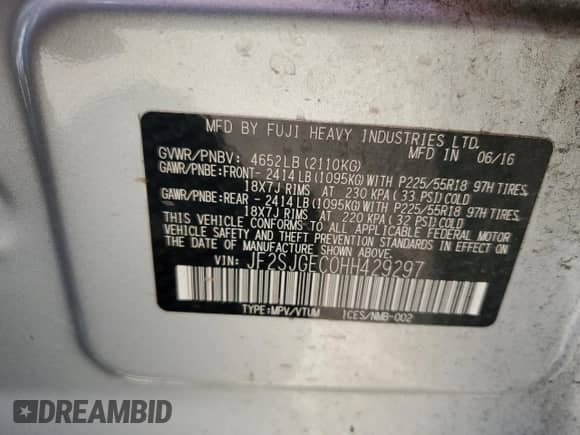 MFD BY FUJI HEAVY INDUSTRIES LTD.
MFD IN 06/16
GVWR/PNBV: 4652LB (2110KG)
GAWR/PNBE:FRONT- 2414 LB (1095KG) WITH P225/55R18 97H TIRES,
18X7J RIMS AT 230 KPA ( 33 PSI) COLD
GAWR/PNBE:REAR - 2414 LB (1095KG) WITH P225/55R18 97H TIRES,
18X7J RIMS AT 220 KPA ( 32 PSI) COLD
THIS VEHICLE CONFORMS TO ALL APPLICABLE FEDERAL MOTOR
VEHICLE SAFETY STANDARDS IN EFFECT ON THE DATE OF
MANUFACTURE SHOWN ABOVE.
VIN: JF2SJGEC0HH429297
TYPE:MPV/VTUM ICES/NMB-002
DREAMBID